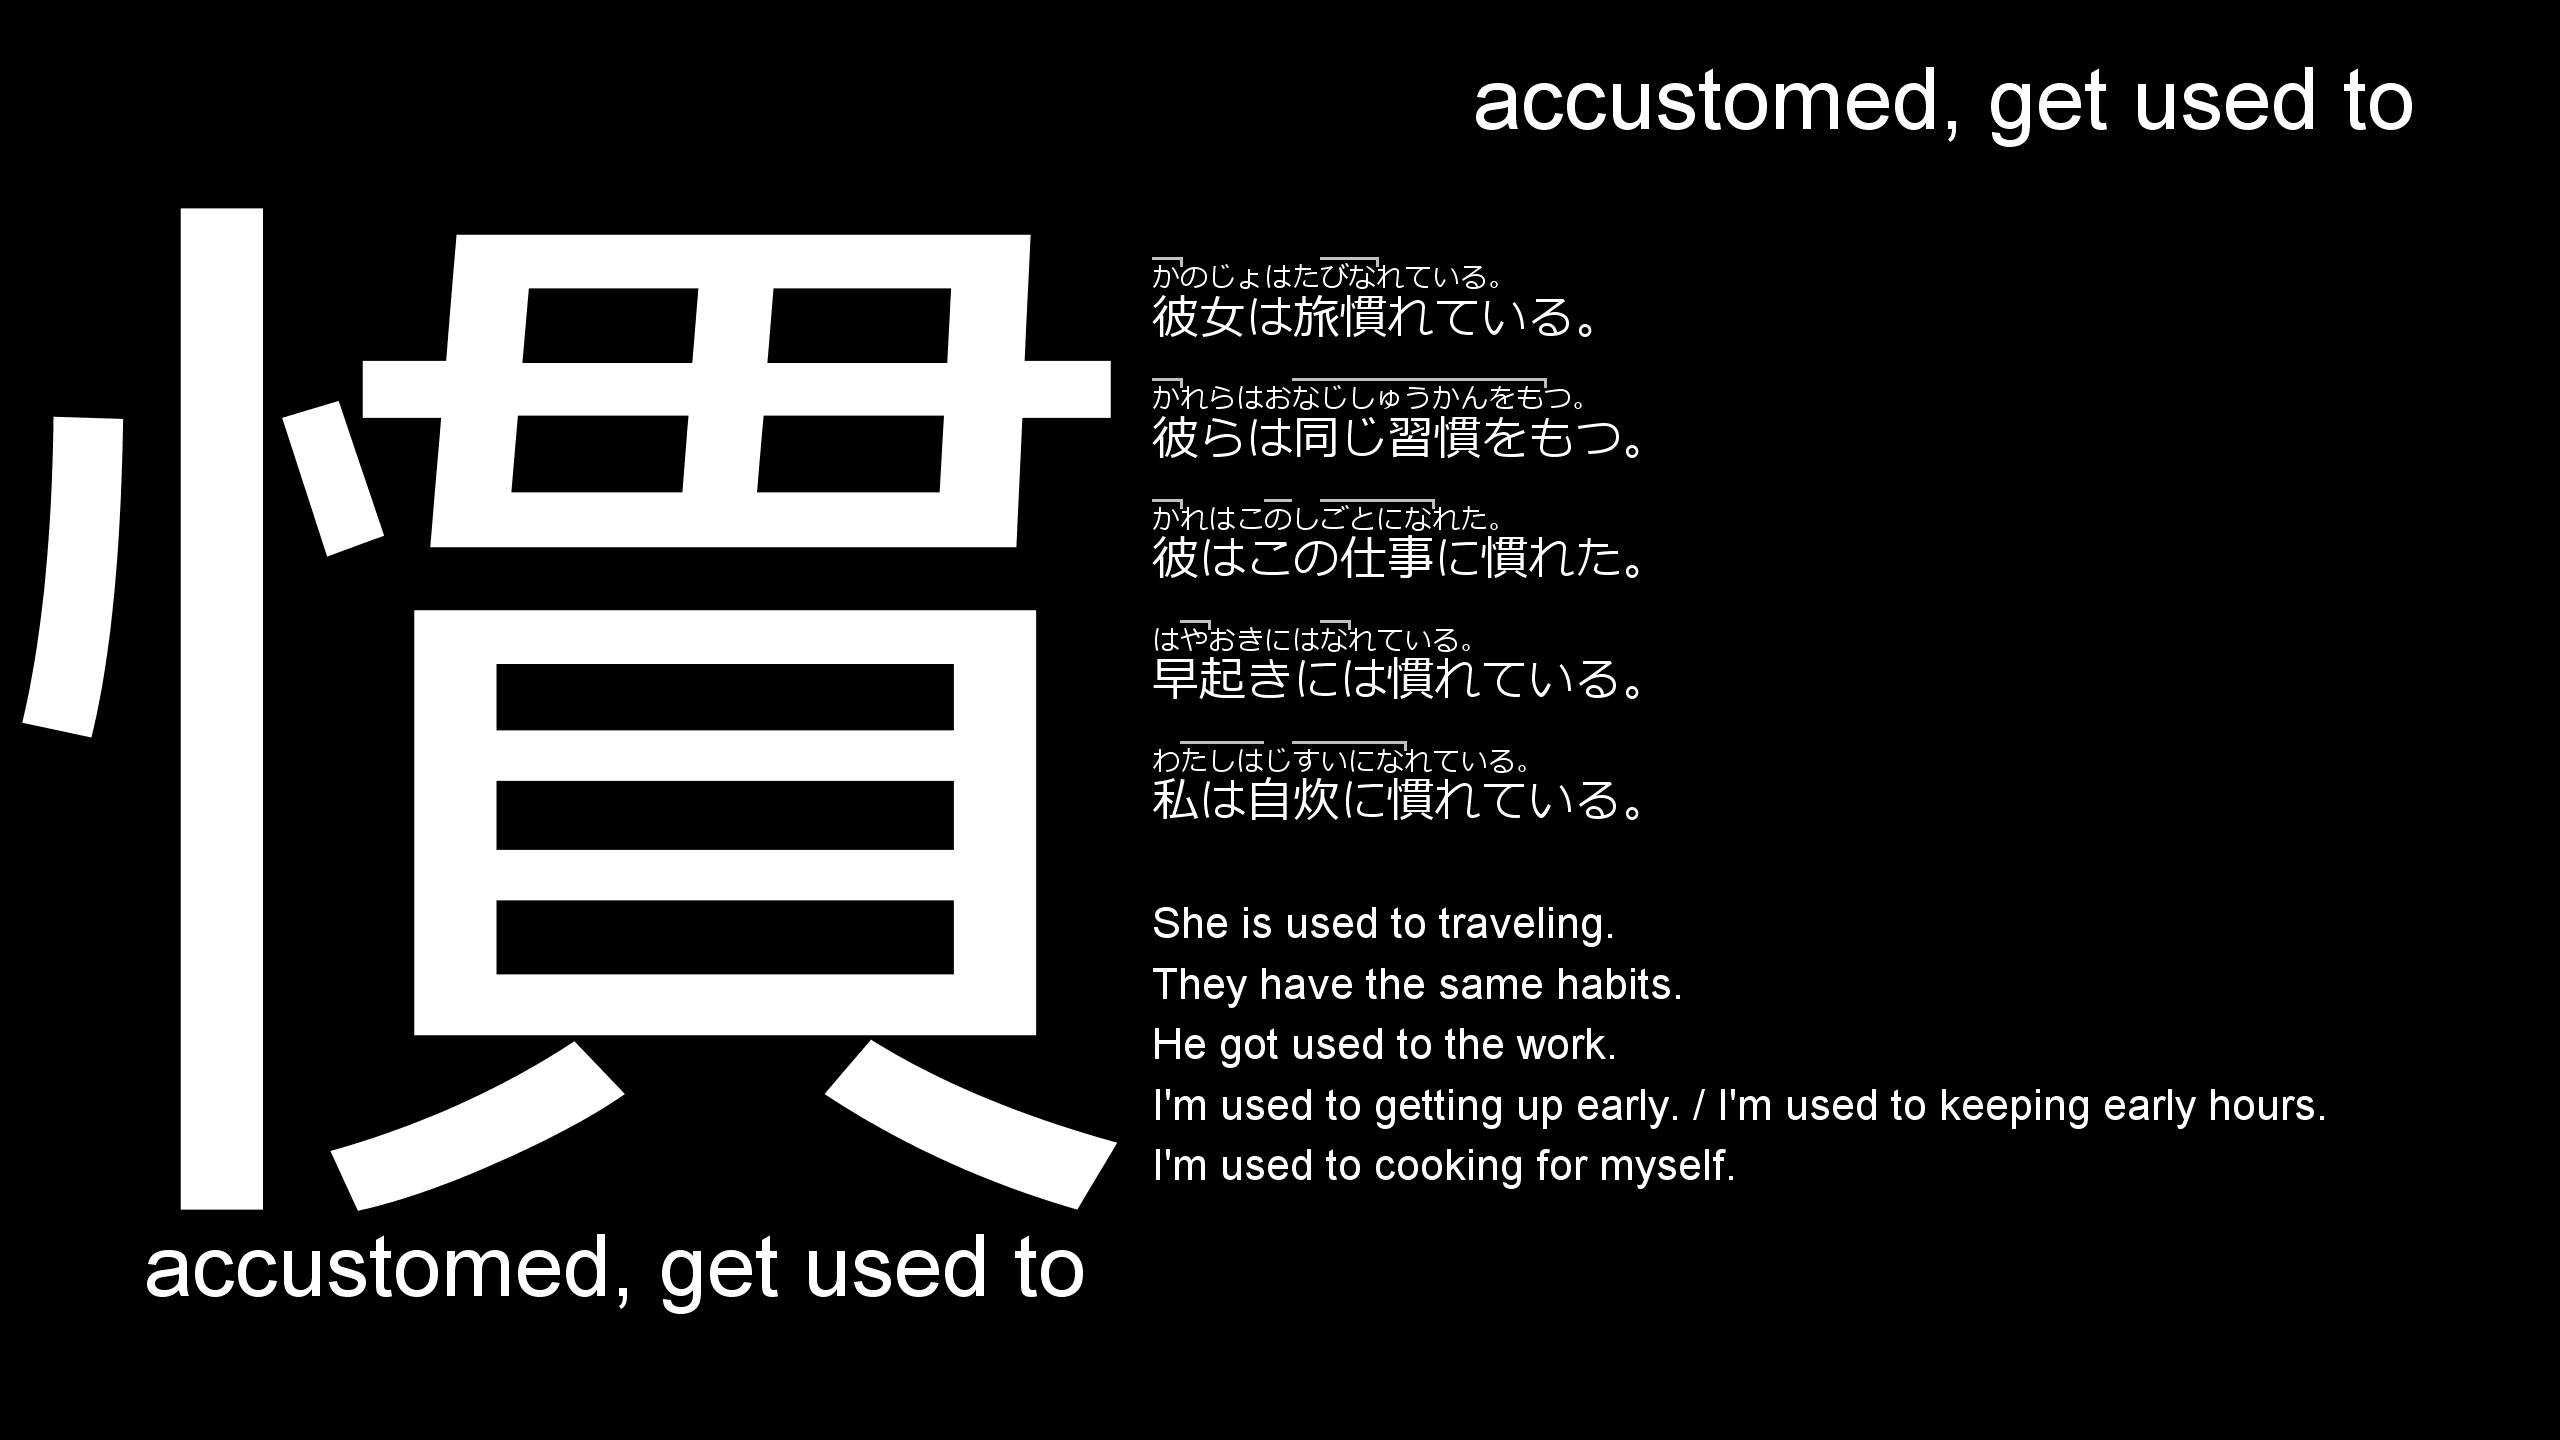 accustomed, get used to
慣
accustomed, get used to
かのじょはたびなれている。
彼女は旅慣れている。
かれらはおなじしゅうかんをもつ。
彼らは同じ習慣をもつ。
かれはこのしごとになれた。
彼はこの仕事に慣れた。
はやおきにはなれている。
早起きには慣れている。
わたしはじすいになれている。
私は自炊に慣れている。
She is used to traveling.
They have the same habits.
He got used to the work.
I'm used to getting up early. / I'm used to keeping early hours.
I'm used to cooking for myself.